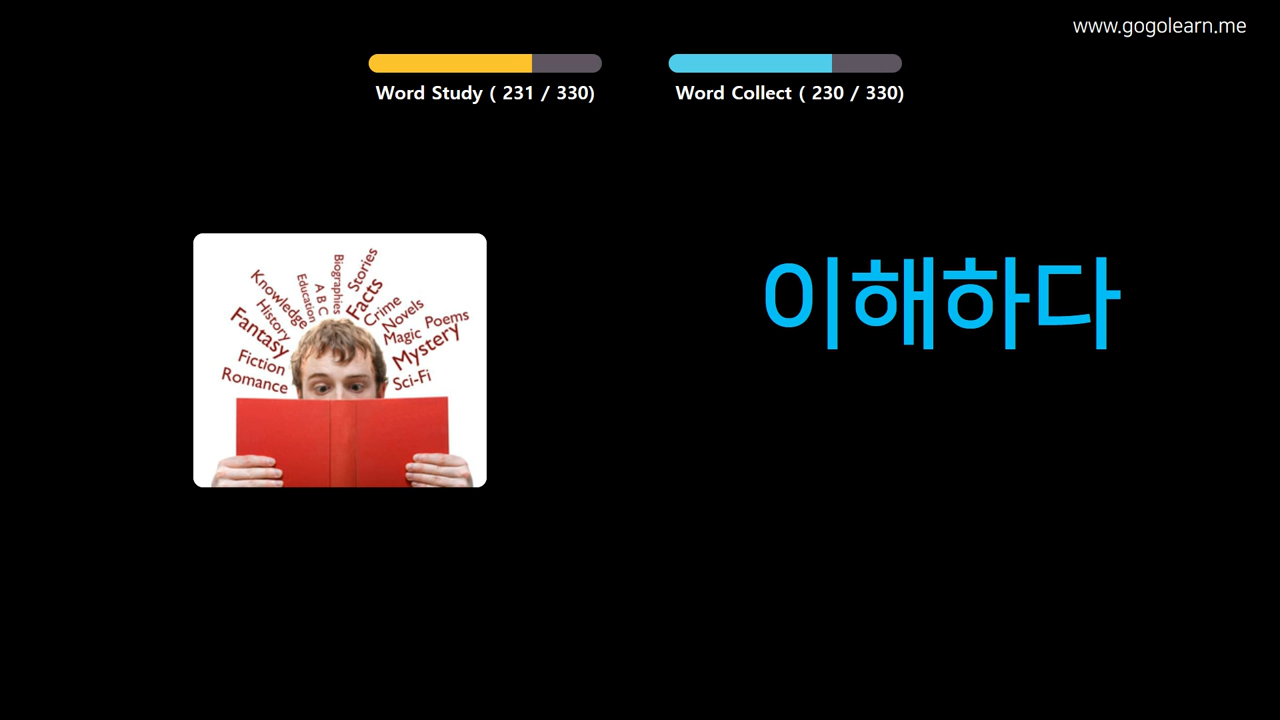 www.gogolearn.me
Word Study ( 231 / 330)
Word Collect ( 230 / 330)
이해하다
Stories
Biographies
Facts
A B C
Education
Knowledge
History
Crime
Novels
Fantasy
Magic
Poems
Mystery
Fiction
Romance
Sci-Fi